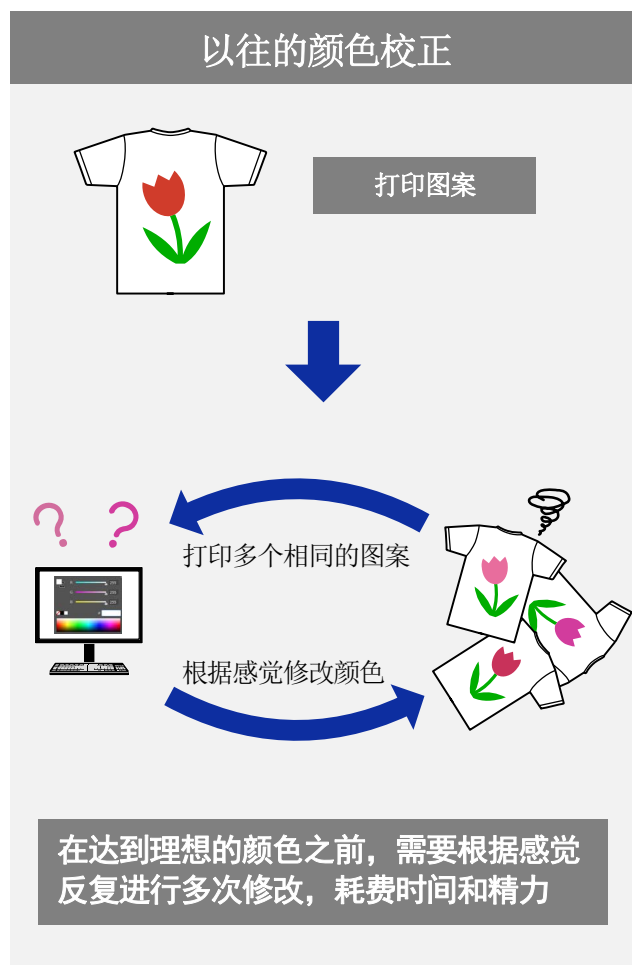 以往的颜色校正
打印图案
打印多个相同的图案
根据感觉修改颜色
在达到理想的颜色之前，需要根据感觉
反复进行多次修改，耗费时间和精力